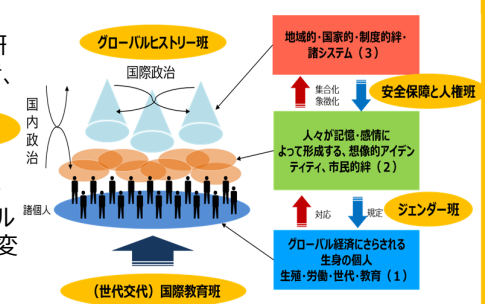 研
、
ル
変
グローバルヒストリー班
国際政治
国
内
政
治
諸個人
(世代交代)国際教育班
地域的・国家的・制度的絆・
諸システム(3)
集合化
象徴化
安全保障と人権班
人々が記憶・感情に
よって形成する、想像的アイデン
ティティ、市民的絆(2)
対応
規定
ジェンダー班
グローバル経済にさらされる
生身の個人
生殖・労働・世代・教育(1)